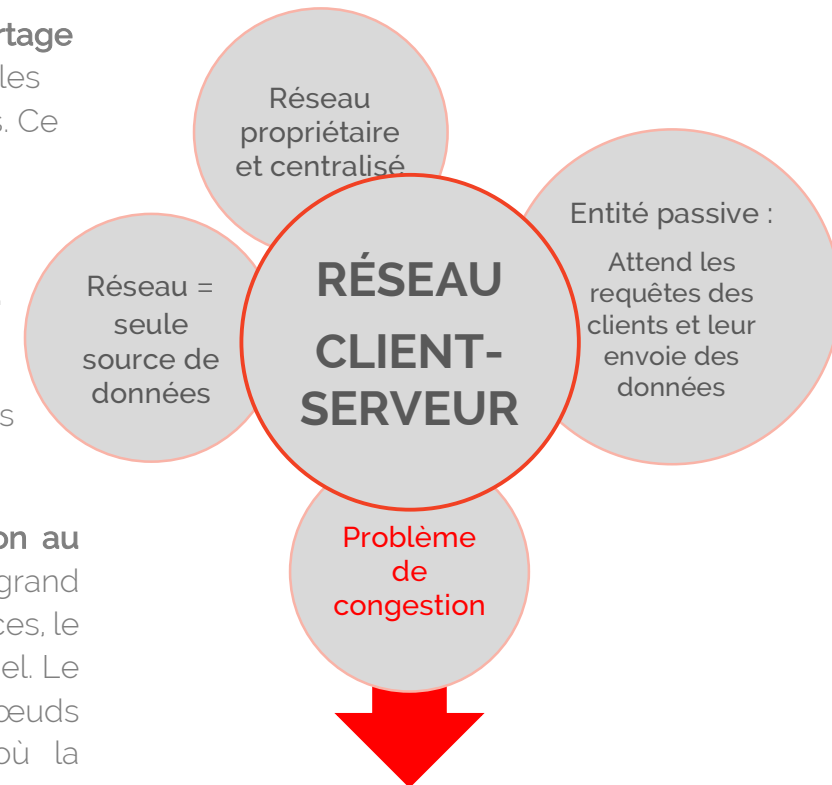 rtage
les
s. Ce
s
on au
grand
ces, le
el. Le
œuds
où la
Réseau
propriétaire
et centralisé
Réseau =
seule
source de
données
RÉSEAU
CLIENT-
SERVEUR
Entité passive :
Attend les
requêtes des
clients et leur
envoie des
données
Problème
de
congestion